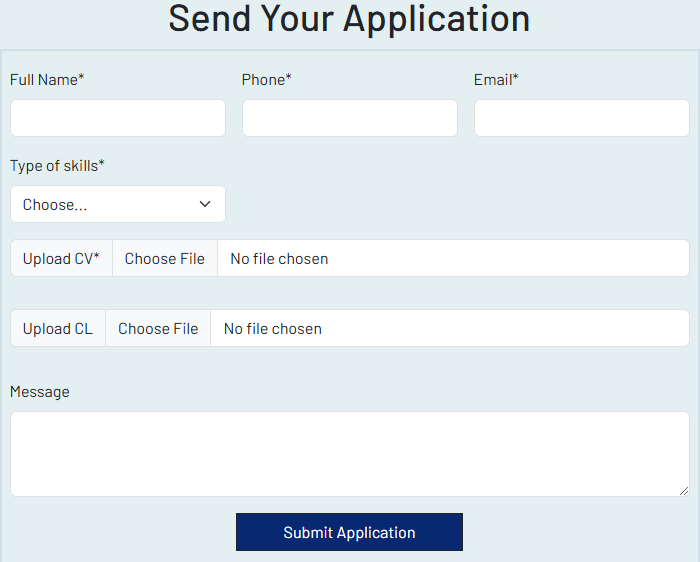 Send Your Application
Full Name* Phone* Email*
Type of skills*
Choose...
Upload CV* Choose File No file chosen
Upload CL Choose File No file chosen
Message
Submit Application